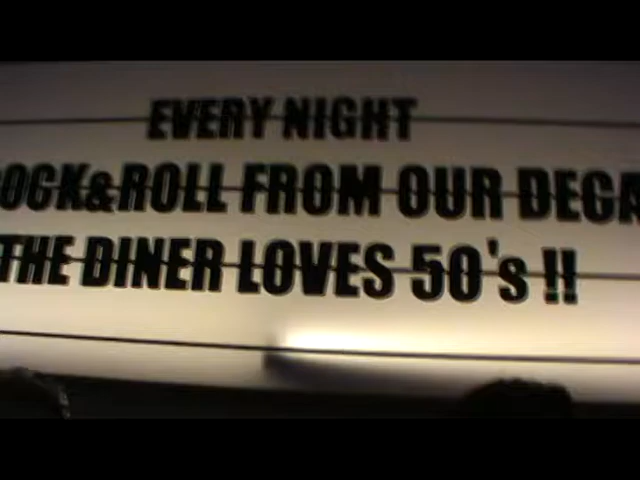 EVERY NIGHT
OCK&ROLL FROM OUR DECA
THE DINER LOVES 50's !!